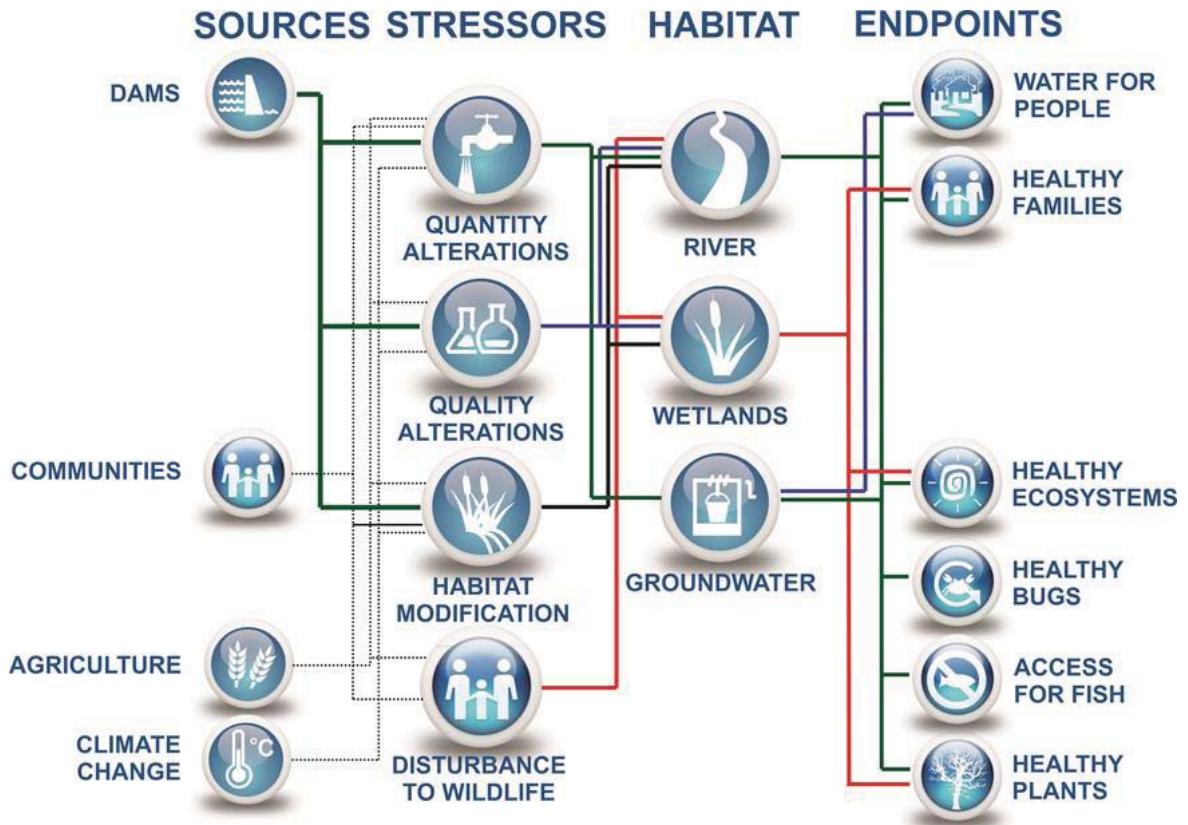 SOURCES STRESSORS HABITAT ENDPOINTS
DAMS
COMMUNITIES
AGRICULTURE
CLIMATE
CHANGE
°C
QUANTITY
ALTERATIONS
QUALITY
ALTERATIONS
HABITAT
MODIFICATION
DISTURBANCE
TO WILDLIFE
RIVER
WETLANDS
GROUNDWATER
WATER FOR
PEOPLE
HEALTHY
FAMILIES
HEALTHY
ECOSYSTEMS
HEALTHY
BUGS
ACCESS
FOR FISH
HEALTHY
PLANTS